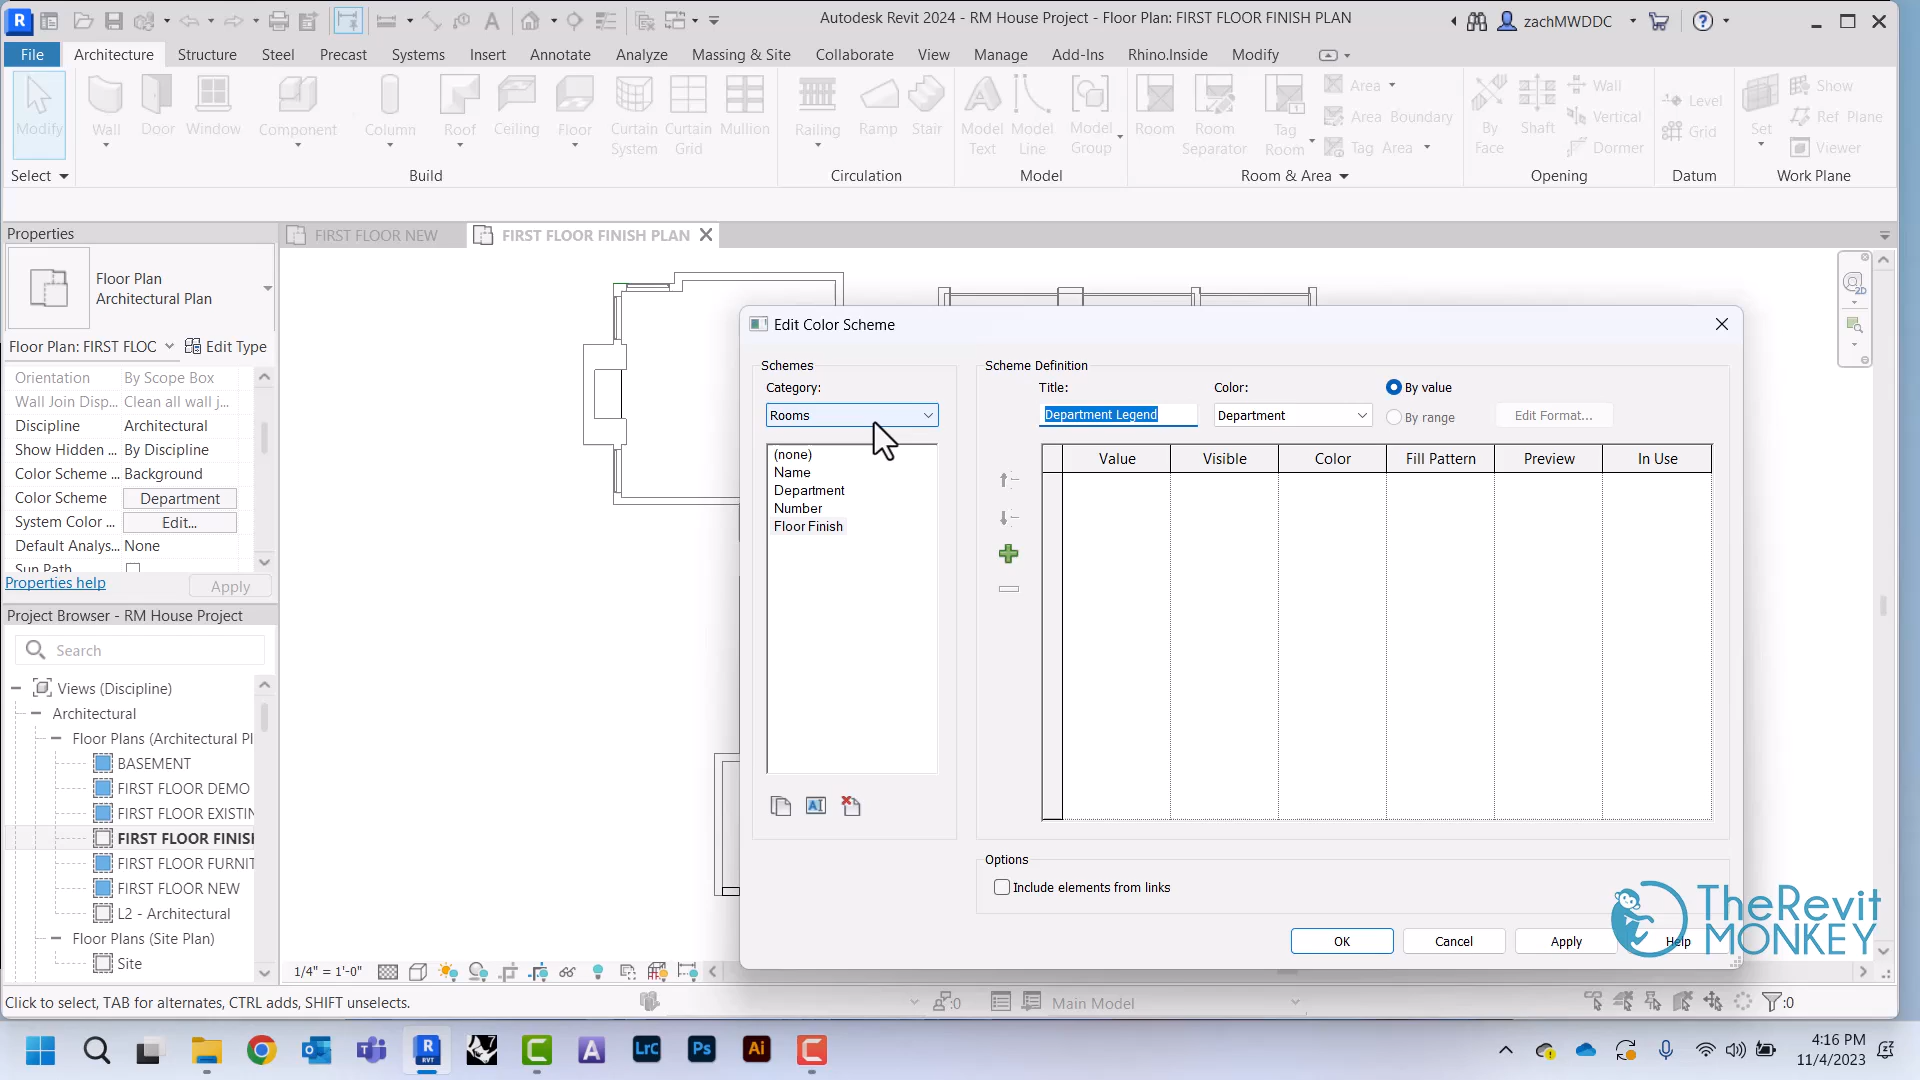 Autodesk Revit 2024 - RM House Project - Floor Plan: FIRST FLOOR FINISH PLAN
zachMWDDC
File Architecture Structure Steel Precast Systems Insert Annotate Analyze Massing & Site Collaborate View Manage Add-Ins Rhino.Inside Modify
Modify
Wall
Door
Window
Component
Column
Roof
Ceiling
Floor
Curtain System
Curtain Grid
Mullion
Railing
Ramp
Stair
Model Text
Model Line
Model Group
Room
Room Separator
Tag Room
Area
Area Boundary
Tag Area
By Face
Shaft
Wall
Vertical
Dormer
Level
Grid
Set
Show
Ref Plane
Viewer
Select
Build
Circulation
Model
Room & Area
Opening
Datum
Work Plane
Properties
FIRST FLOOR NEW
FIRST FLOOR FINISH PLAN
Floor Plan
Architectural Plan
Floor Plan: FIRST FLOC
Edit Type
Orientation By Scope Box
Wall Join Disp... Clean all wall j...
Discipline Architectural
Show Hidden ... By Discipline
Color Scheme ... Background
Color Scheme Department
System Color ... Edit...
Default Analys... None
Sun Path
Properties help
Apply
Project Browser - RM House Project
Search
Views (Discipline)
Architectural
Floor Plans (Architectural Pl
BASEMENT
FIRST FLOOR DEMO
FIRST FLOOR EXISTIN
FIRST FLOOR FINISH
FIRST FLOOR FURNIT
FIRST FLOOR NEW
L2 - Architectural
Floor Plans (Site Plan)
Site
2D
Edit Color Scheme
Schemes
Category:
Rooms
(none)
Name
Department
Number
Floor Finish
Scheme Definition
Title:
Department Legend
Color:
Department
By value
By range
Edit Format...
Value Visible Color Fill Pattern Preview In Use
Options
Include elements from links
OK
Cancel
Apply
Help
TheRevit
MONKEY
1/4" = 1'-0"
Click to select, TAB for alternates, CTRL adds, SHIFT unselects.
:0
Main Model
:0
R
RVT
C
A
LrC
Ps
Ai
C
4:16 PM
11/4/2023